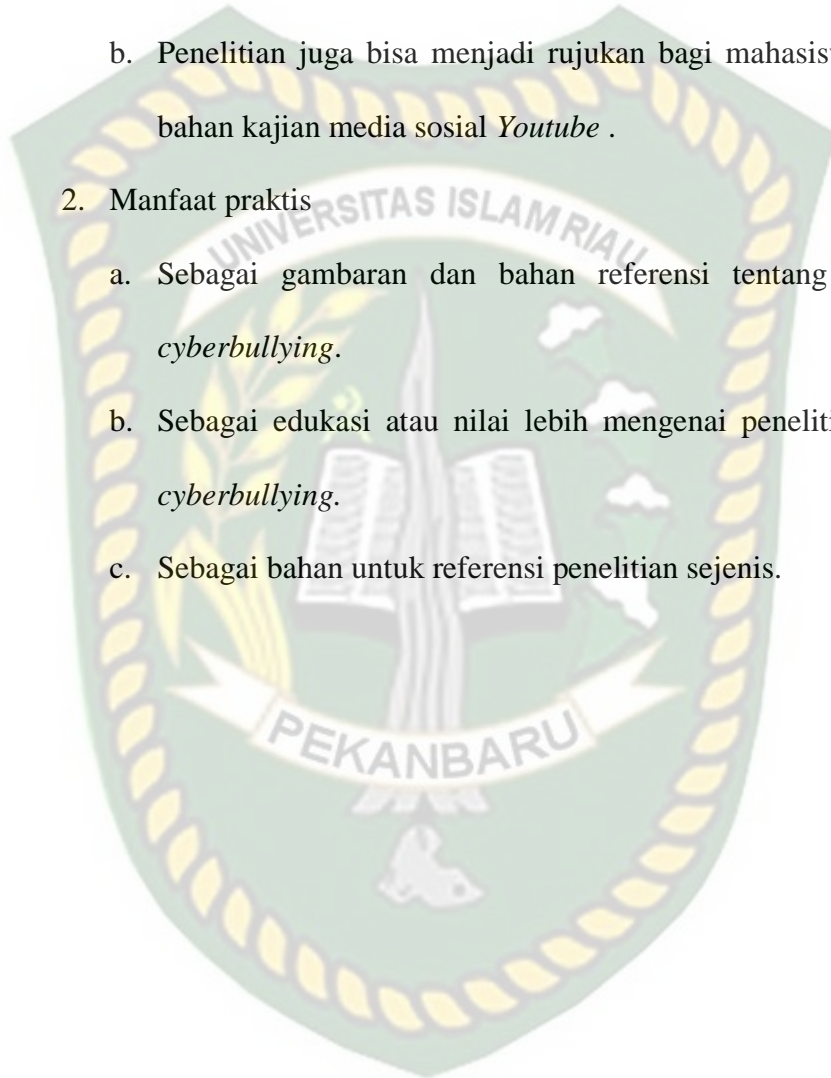 b. Penelitian juga bisa menjadi rujukan bagi
bahan kajian media sosial Youtube .
2. Manfaat praktis
UNIVERSITAS ISLAM RIAU
a. Sebagai gambaran dan bahan referensi tentang
cyberbullying.
b. Sebagai edukasi atau nilai lebih mengenai
cyberbullying.
c. Sebagai bahan untuk referensi penelitian sejenis.
PEKANBARU